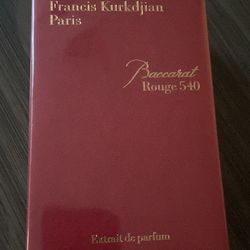 Francis Kurkdjian
Paris
Baccarat
Rouge 540
Extrait de parfum